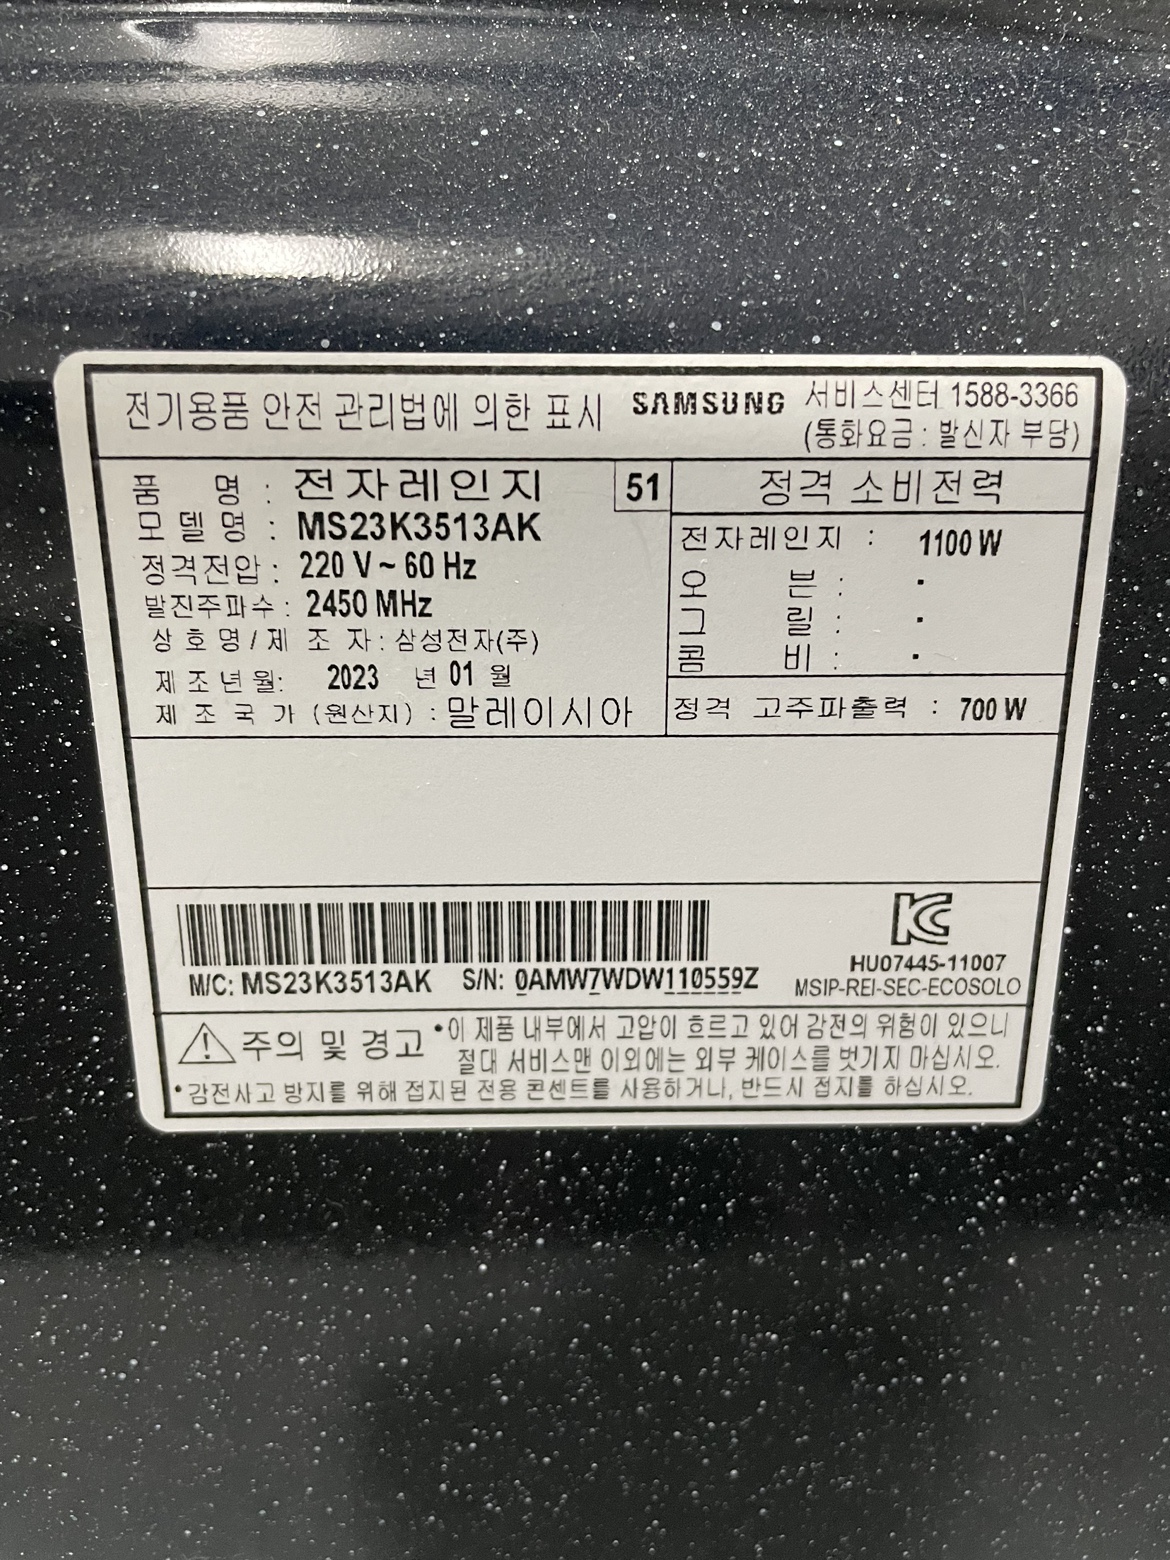 전기용품 안전 관리법에 의한 표시 SAMSUNG 서비스센터 1588-3366
(통화요금 : 발신자 부담)
품 명 : 전자레인지 51
모델명 : MS23K3513AK
정격전압 : 220 V ~ 60 Hz
발진주파수 : 2450 MHz
상호명 / 제 조 자 : 삼성전자(주)
제조년월: 2023 년 01 월
제 조 국 가 (원산지) : 말레이시아
정격 소비전력
전자레인지 : 1100 W
오 븐 : .
그 릴 : .
콤 비 : .
정격 고주파출력 : 700 W
M/C: MS23K3513AK S/N: 0AMW7WDW110559Z
KC
HU07445-11007
MSIP-REI-SEC-ECOSOLO
주의 및 경고 •이 제품 내부에서 고압이 흐르고 있어 감전의 위험이 있으니
절대 서비스맨 이외에는 외부 케이스를 벗기지 마십시오.
•감전사고 방지를 위해 접지된 전용 콘센트를 사용하거나, 반드시 접지를 하십시오.